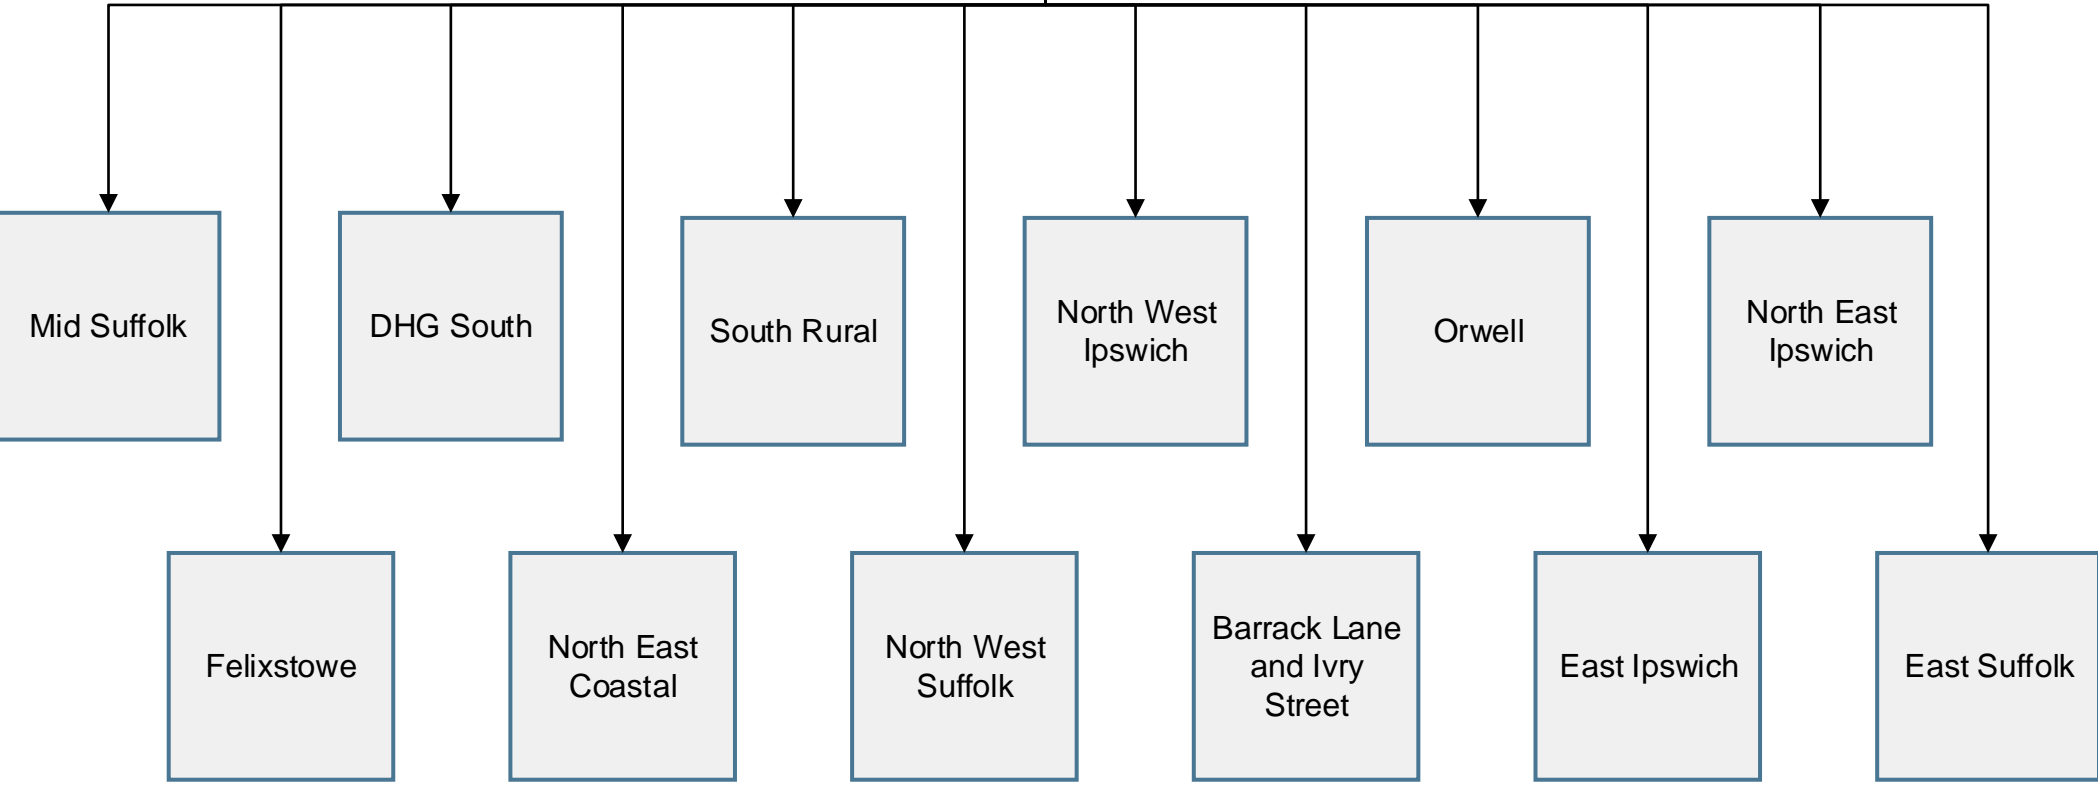 Mid Suffolk
DHG South
South Rural
North West
Ipswich
Orwell
North East
Ipswich
Felixstowe
North East
Coastal
North West
Suffolk
Barrack Lane
and Ivry
Street
East Ipswich
East Suffolk